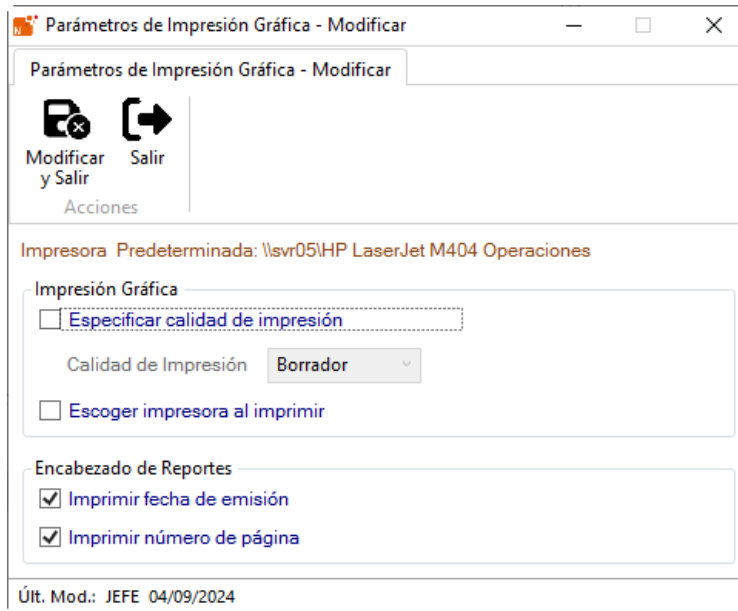 Parámetros de Impresión Gráfica - Modificar
Parámetros de Impresión Gráfica - Modificar
Modificar y Salir
Salir
Acciones
Impresora Predeterminada: \\svr05\HP LaserJet M404 Operaciones
Impresión Gráfica
Especificar calidad de impresión
Calidad de Impresión Borrador
Escoger impresora al imprimir
Encabezado de Reportes
Imprimir fecha de emisión
Imprimir número de página
Últ. Mod.: JEFE 04/09/2024